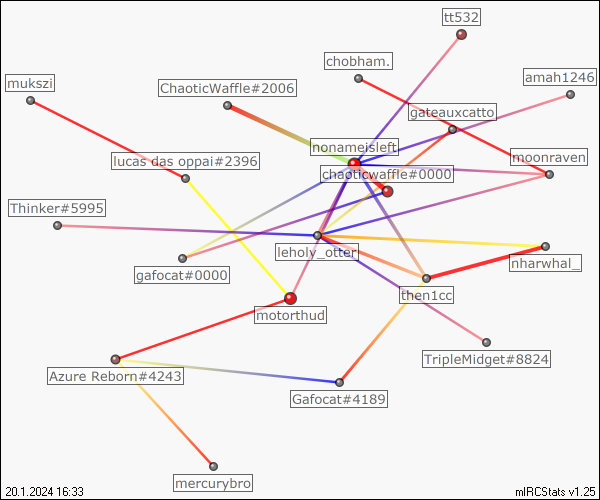 tt532
chobham.
mukszi
ChaoticWaffle#2006
amah1246
gateauxcatto
nonameisleft
lucas das oppai#2396
chaoticwaffle#0000
moonraven
Thinker#5995
leholy_otter
nharwhal_
gafocat#0000
then1cc
motorthud
TripleMidget#8824
Azure Reborn#4243
Gafocat#4189
mercurybro
20.1.2024 16:33
mIRCStats v1.25